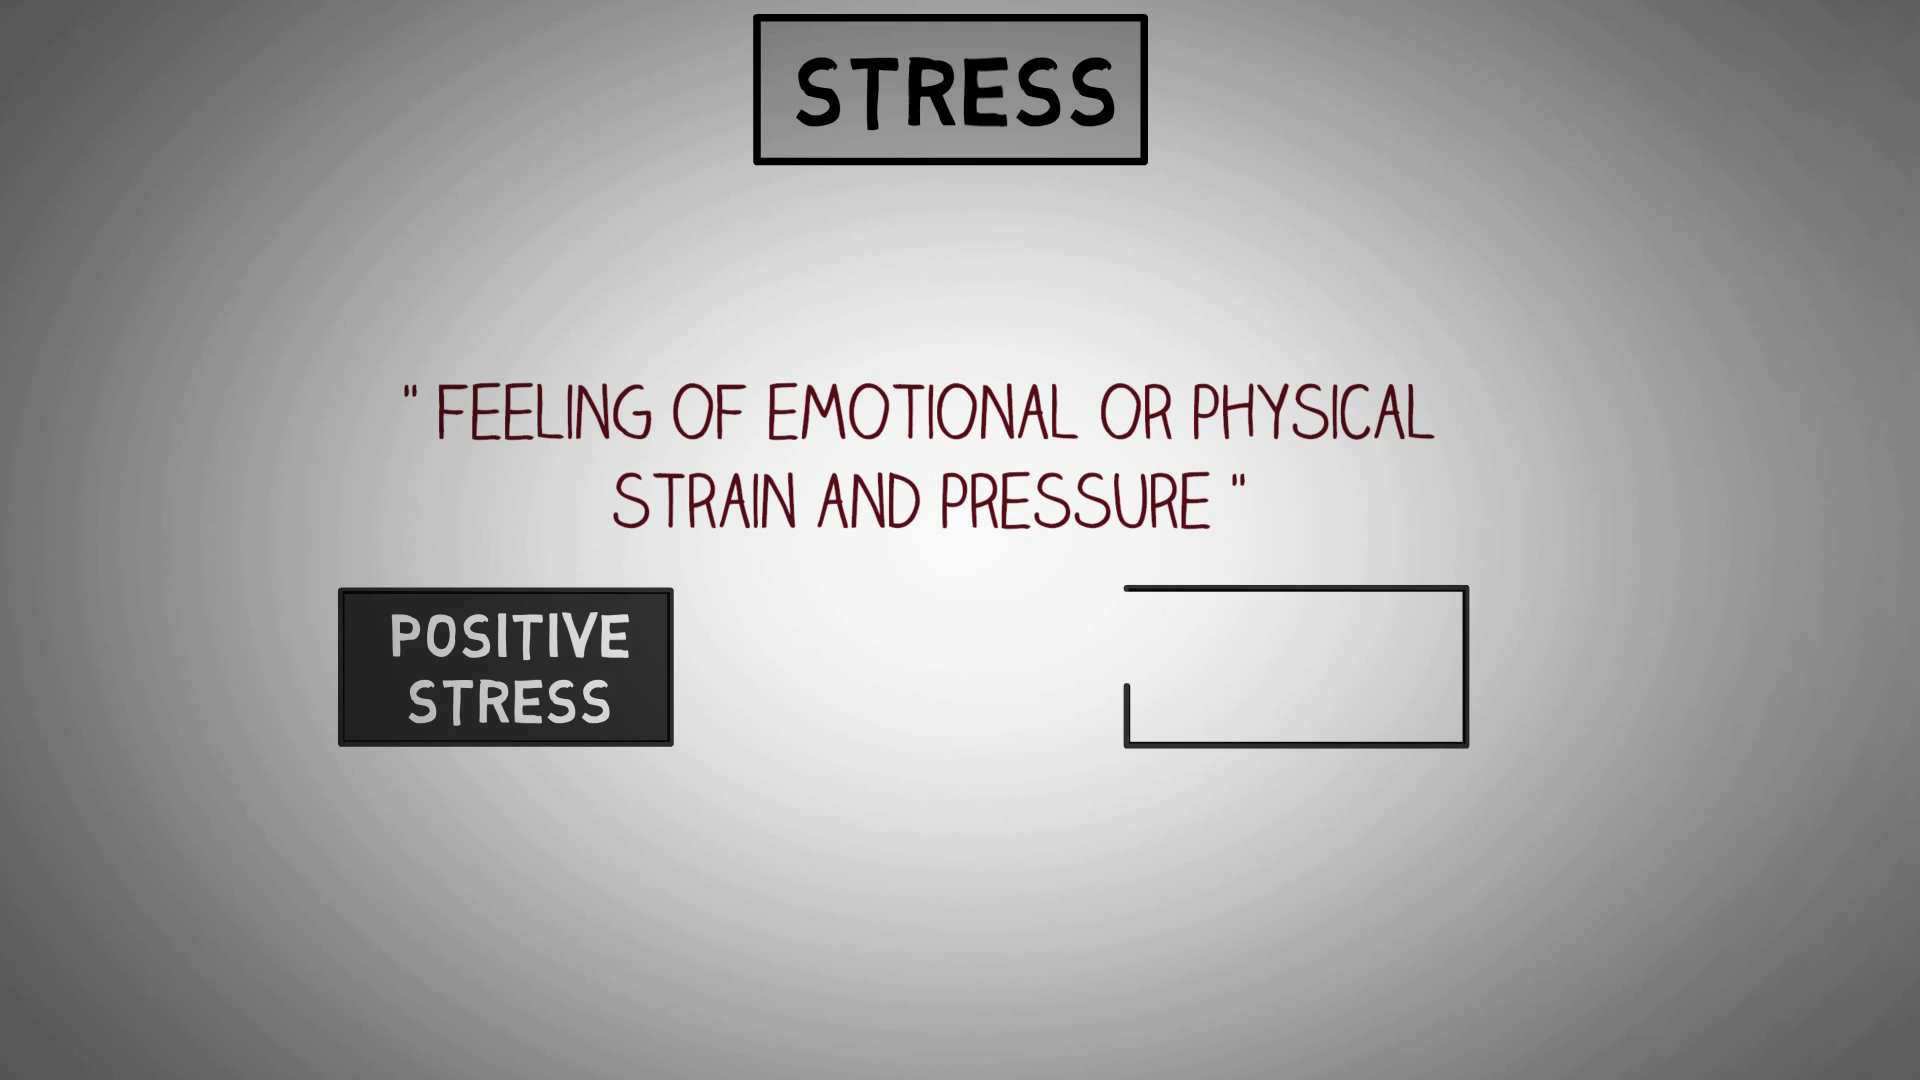 STRESS
" FEELING OF EMOTIONAL OR PHYSICAL
STRAIN AND PRESSURE "
POSITIVE
STRESS